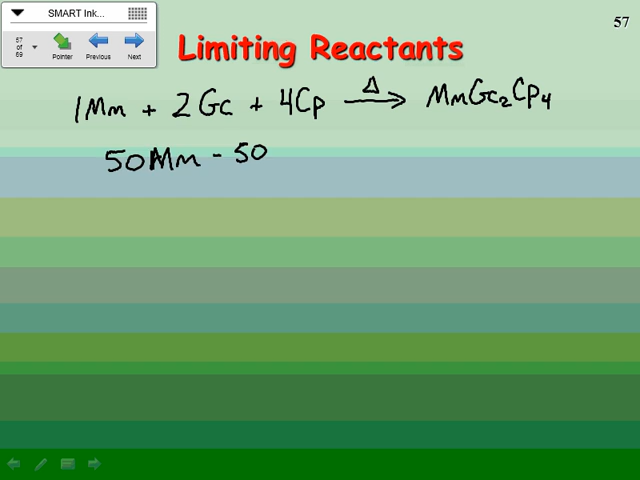 SMART Ink...
57
of
69
Pointer
Previous
Next
57
Limiting Reactants
1Mm + 2Gc + 4Cp —Δ→ MmGc₂Cp₄
50Mm - 50